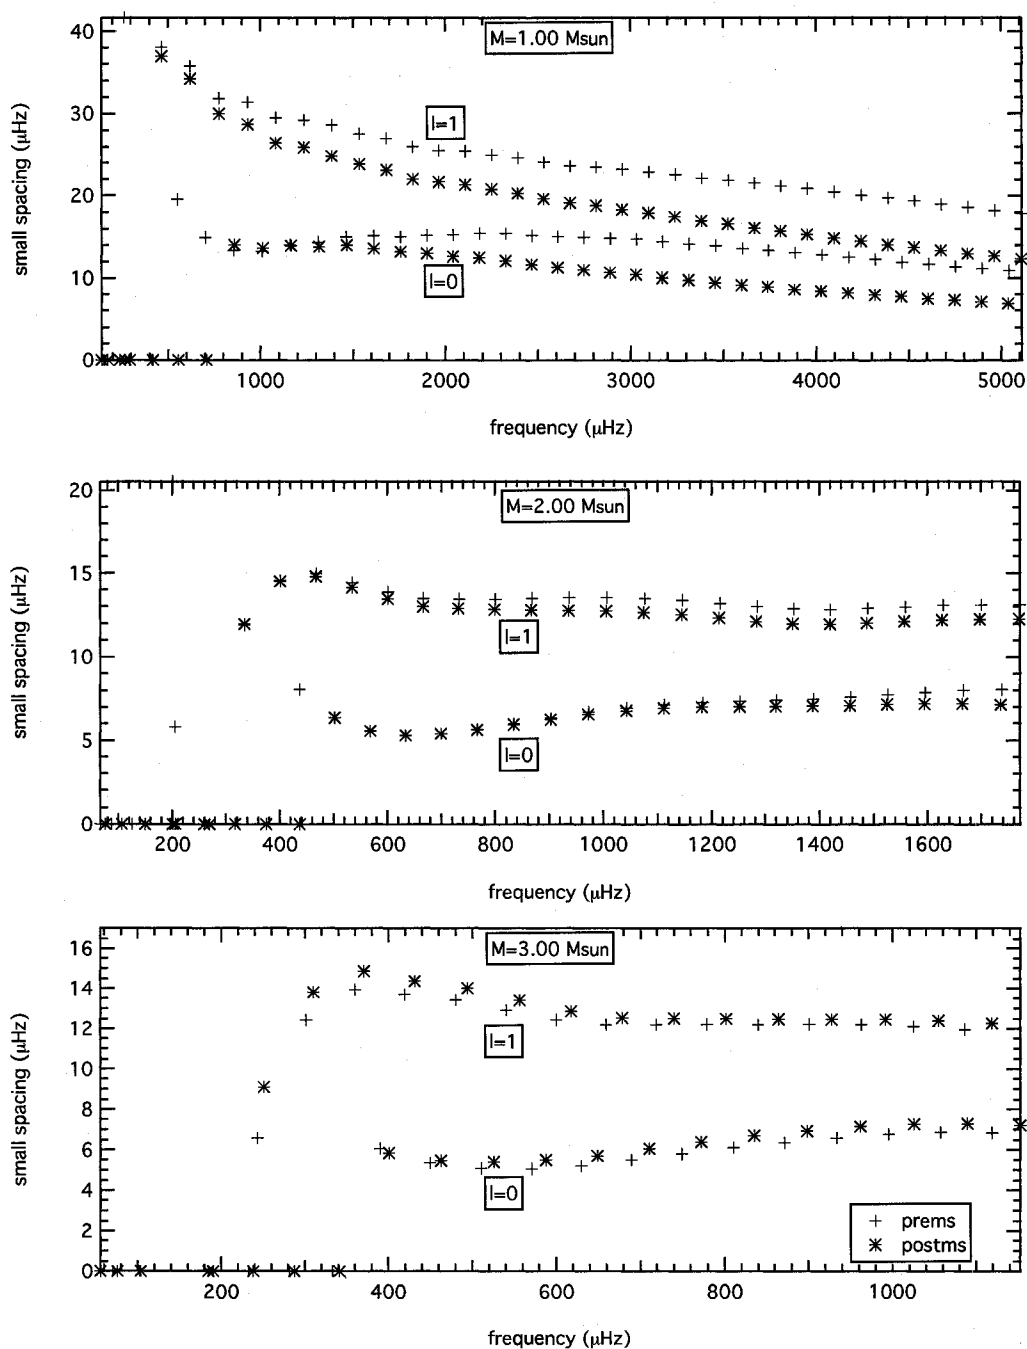 M=1.00 Msun
40
30
20
10
0
small spacing (μHz)
l=1
l=0
1000 2000 3000 4000 5000
frequency (μHz)
M=2.00 Msun
20
15
10
5
0
small spacing (μHz)
l=1
l=0
200 400 600 800 1000 1200 1400 1600
frequency (μHz)
M=3.00 Msun
16
14
12
10
8
6
4
2
0
small spacing (μHz)
l=1
l=0
prems
postms
200 400 600 800 1000
frequency (μHz)